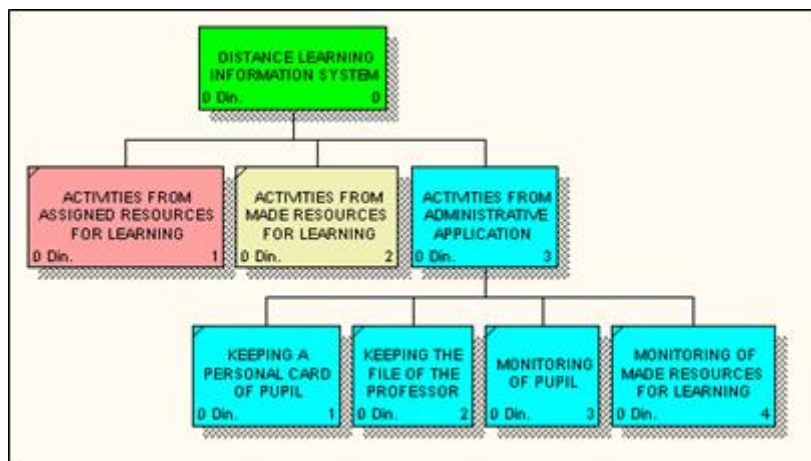 DISTANCE LEARNING
INFORMATION SYSTEM
0 Din. 0
ACTIVITIES FROM
ASSIGNED RESOURCES
FOR LEARNING
0 Din. 1
ACTIVITIES FROM
MADE RESOURCES
FOR LEARNING
0 Din. 2
ACTIVITIES FROM
ADMINISTRATIVE
APPLICATION
0 Din. 3
KEEPING A
PERSONAL CARD
OF PUPIL
0 Din. 1
KEEPING THE
FILE OF THE
PROFESSOR
0 Din. 2
MONITORING
OF PUPIL
0 Din. 3
MONITORING OF
MADE RESOURCES
FOR LEARNING
0 Din. 4